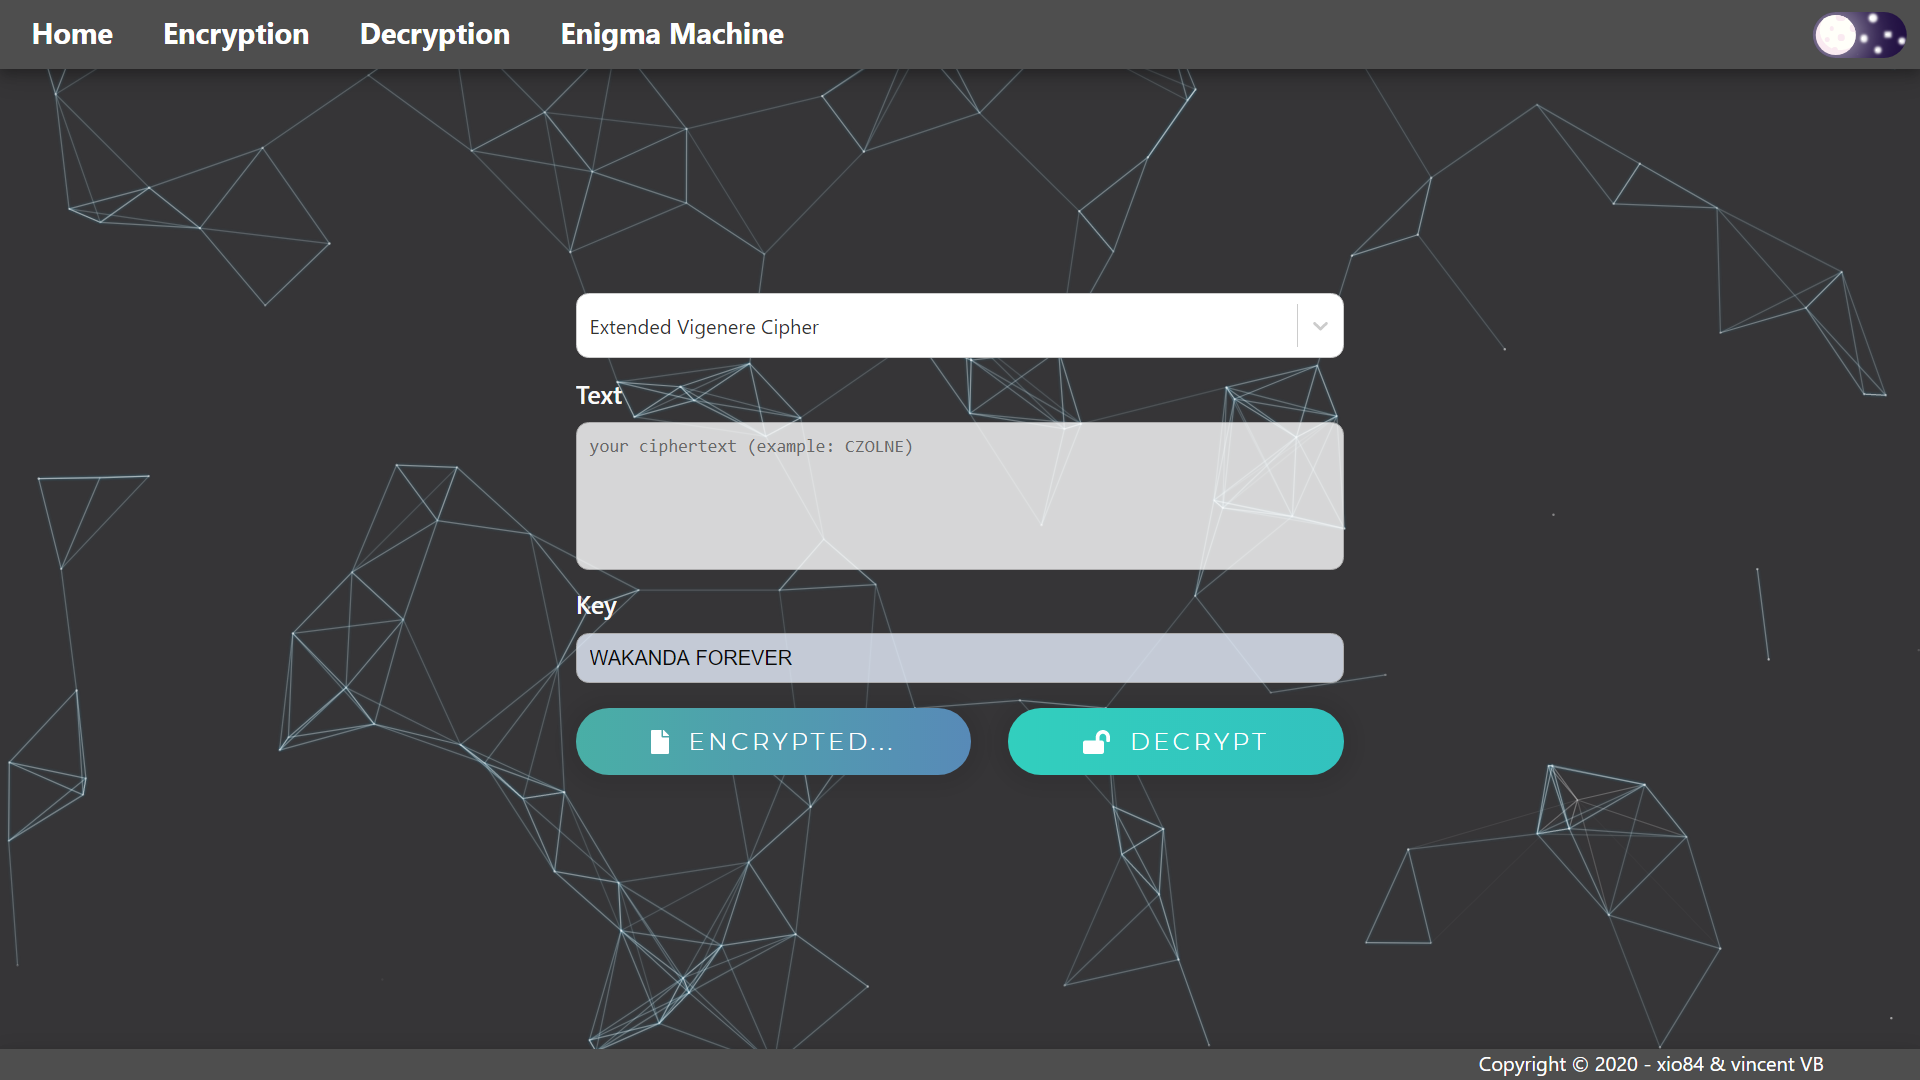 Home Encryption Decryption Enigma Machine
Extended Vigenere Cipher
Text
your ciphertext (example: CZOLNE)
Key
WAKANDA FOREVER
ENCRYPTED... DECRYPT
Copyright © 2020 - xio84 & vincent VB